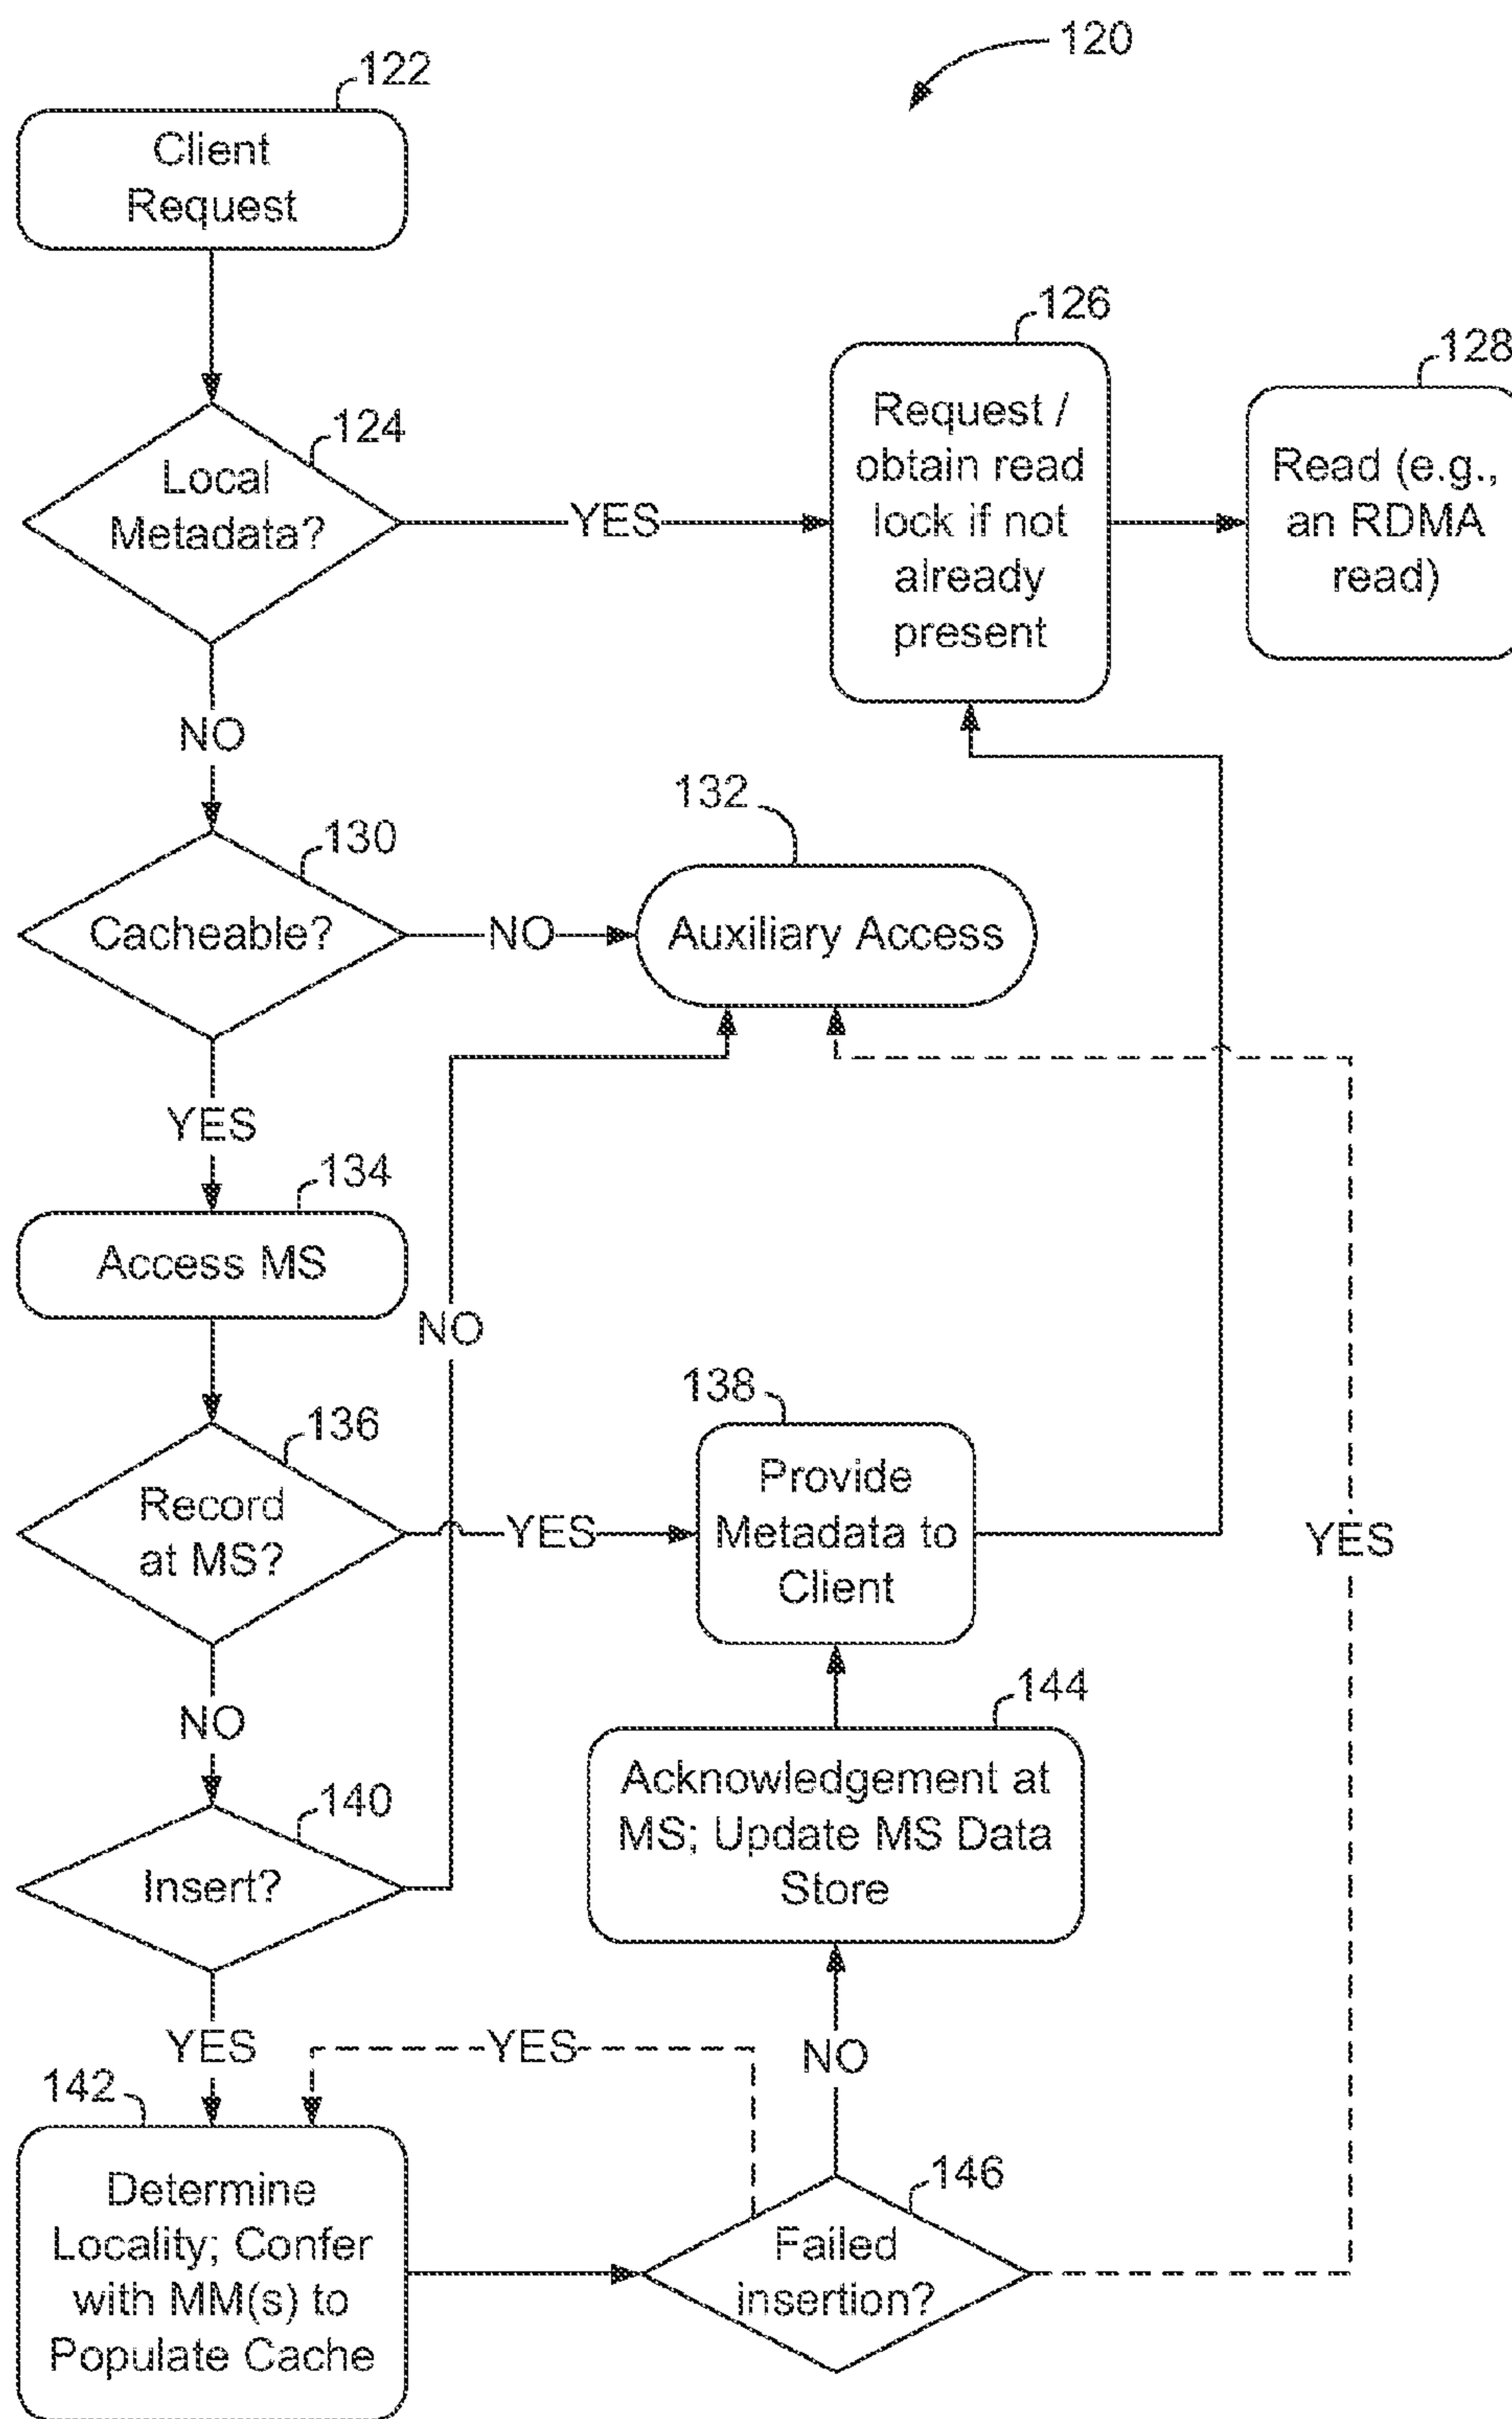 120
122
Client
Request
126
128
Request /
obtain read
lock if not
already
present
Read (e.g.,
an RDMA
read)
124
Local
Metadata?
YES
NO
132
130
Cacheable?
NO
Auxiliary Access
YES
134
Access MS
NO
138
136
Record
at MS?
YES
Provide
Metadata to
Client
YES
NO
144
140
Insert?
Acknowledgement at
MS; Update MS Data
Store
YES
YES
NO
142
Determine
Locality; Confer
with MM(s) to
Populate Cache
146
Failed
insertion?